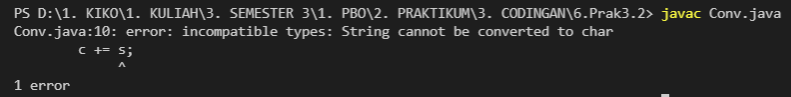 PS D:\1. KIKO\1. KULIAH\3. SEMESTER 3\1. PBO\2. PRAKTIKUM\3. CODINGAN\6.Prak3.2> javac Conv.java
Conv.java:10: error: incompatible types: String cannot be converted to char
        c += s;
             ^
1 error